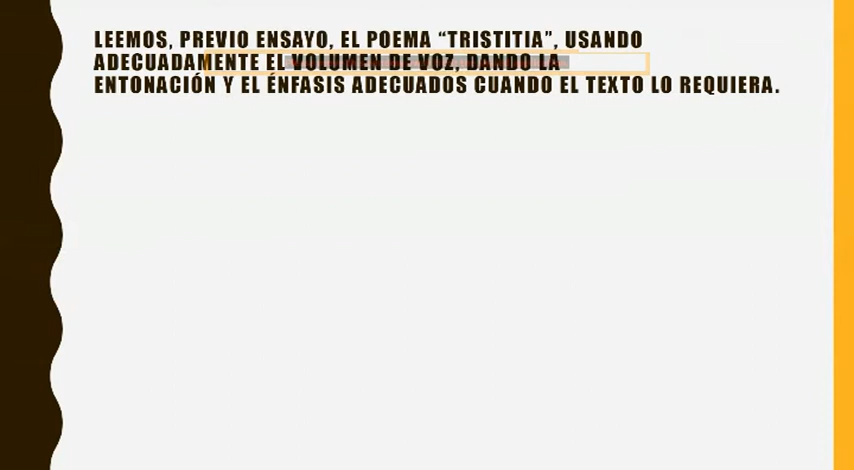 LEEMOS, PREVIO ENSAYO, EL POEMA “TRISTITIA”, USANDO
ADECUADAMENTE EL VOLUMEN DE VOZ, DANDO LA
ENTONACIÓN Y EL ÉNFASIS ADECUADOS CUANDO EL TEXTO LO REQUIERA.